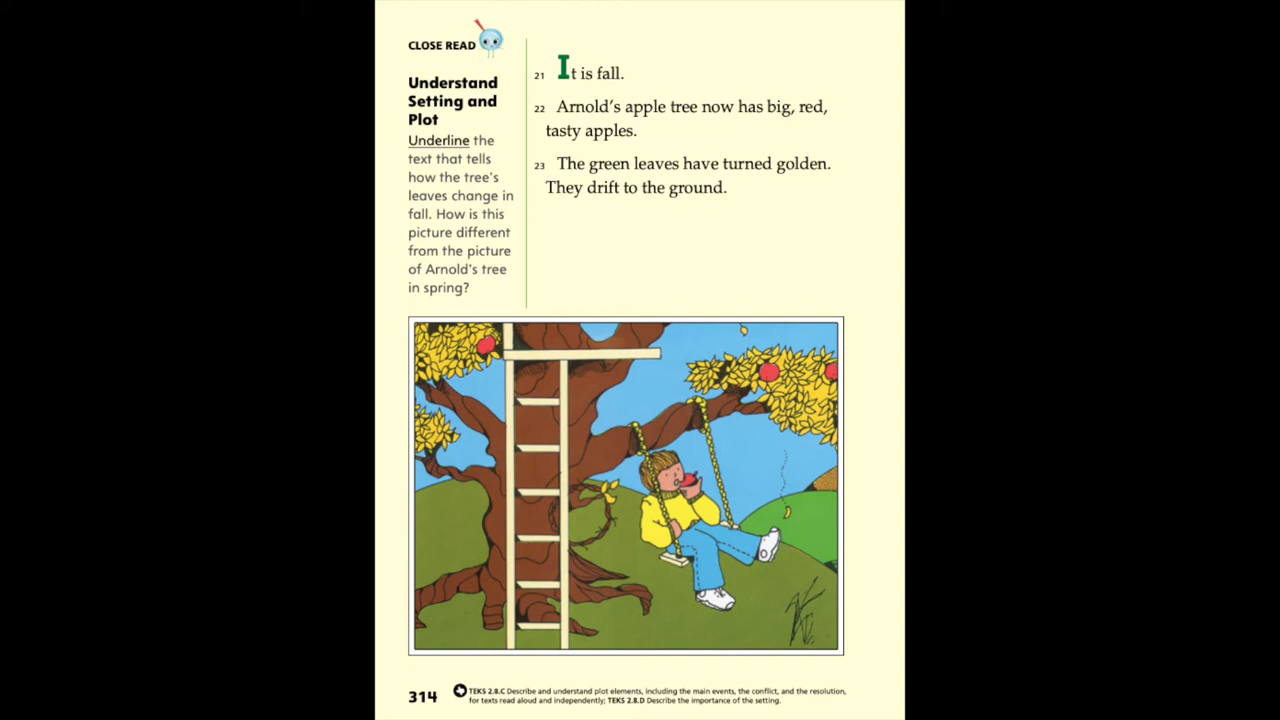 CLOSE READ
Understand
Setting and
Plot
Underline the
text that tells
how the tree's
leaves change in
fall. How is this
picture different
from the picture
of Arnold's tree
in spring?
21 It is fall.
22 Arnold's apple tree now has big, red,
tasty apples.
23 The green leaves have turned golden.
They drift to the ground.
314
TEKS 2.8.C Describe and understand plot elements, including the main events, the conflict, and the resolution,
for texts read aloud and independently; TEKS 2.8.D Describe the importance of the setting.